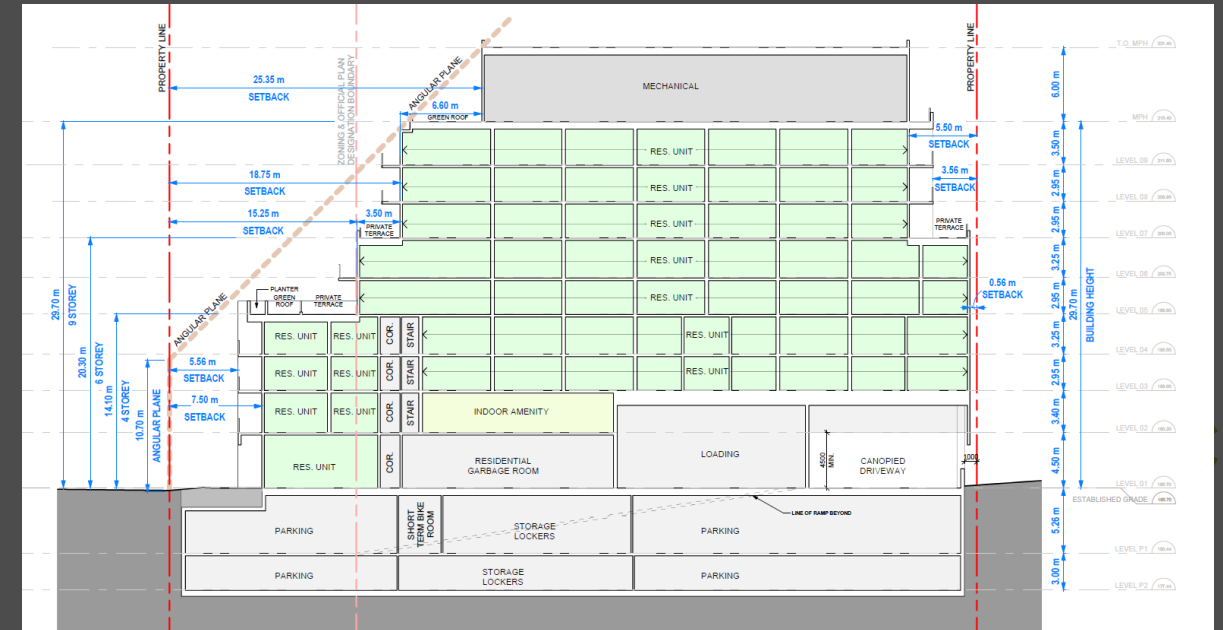 PROPERTY LINE
ZONING & OFFICIAL PLAN
DESIGNATION BOUNDARY
ANGULAR PLANE
PROPERTY LINE
T.O. MPH
25.35 m
SETBACK
MECHANICAL
6.00 m
6.60 m
GREEN ROOF
MPH
5.50 m
SETBACK
RES. UNIT
3.50 m
LEVEL 09
18.75 m
SETBACK
RES. UNIT
3.56 m
SETBACK
2.95 m
LEVEL 08
15.25 m
SETBACK
3.50 m
PRIVATE
TERRACE
RES. UNIT
PRIVATE
TERRACE
2.95 m
LEVEL 07
RES. UNIT
3.25 m
LEVEL 06
PLANTER
GREEN
ROOF
PRIVATE
TERRACE
RES. UNIT
0.56 m
SETBACK
2.95 m
LEVEL 05
29.70 m
9 STOREY
20.30 m
6 STOREY
14.10 m
4 STOREY
10.70 m
ANGULAR PLANE
ANGULAR PLANE
29.70 m
BUILDING HEIGHT
RES. UNIT
RES. UNIT
COR.
STAIR
RES. UNIT
3.25 m
LEVEL 04
5.56 m
SETBACK
RES. UNIT
RES. UNIT
COR.
STAIR
RES. UNIT
2.95 m
LEVEL 03
7.50 m
SETBACK
RES. UNIT
RES. UNIT
COR.
STAIR
INDOOR AMENITY
3.40 m
LEVEL 02
RES. UNIT
COR.
RESIDENTIAL
GARBAGE ROOM
LOADING
4500
MIN.
CANOPIED
DRIVEWAY
1000
4.50 m
LEVEL 01
ESTABLISHED GRADE
PARKING
SHORT
TERM BIKE
ROOM
STORAGE
LOCKERS
PARKING
LINE OF RAMP BEYOND
5.26 m
LEVEL P1
PARKING
STORAGE
LOCKERS
PARKING
3.00 m
LEVEL P2